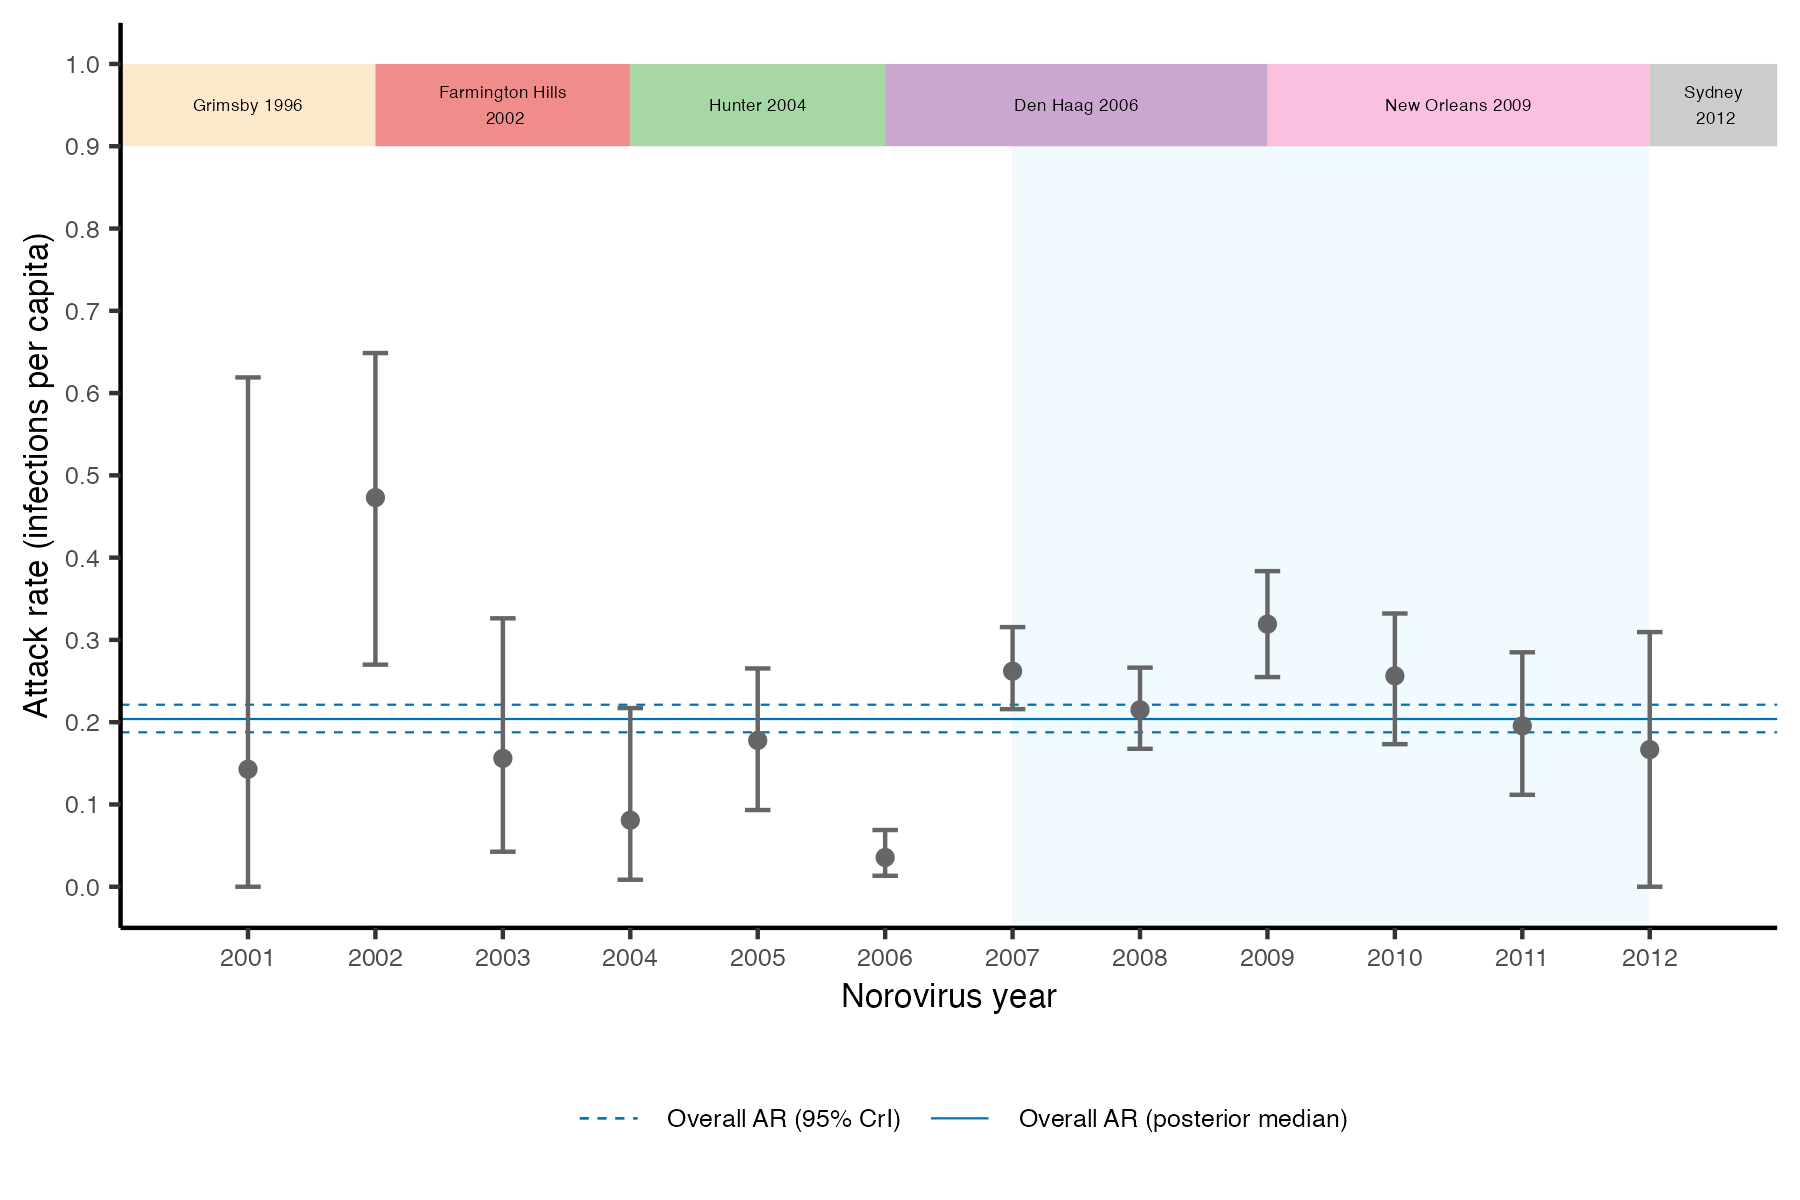 Attack rate (infections per capita)
1.0
0.9
0.8
0.7
0.6
0.5
0.4
0.3
0.2
0.1
0.0
Grimsby 1996
Farmington Hills
2002
Hunter 2004
Den Haag 2006
New Orleans 2009
Sydney
2012
2001 2002 2003 2004 2005 2006 2007 2008 2009 2010 2011 2012
Norovirus year
Overall AR (95% CrI) Overall AR (posterior median)